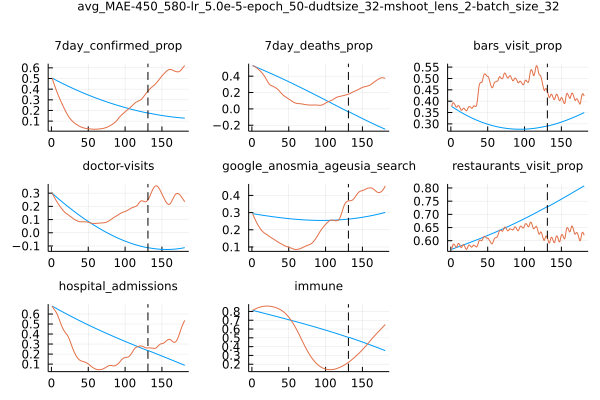 avg_MAE-450_580-lr_5.0e-5-epoch_50-dudtsize_32-mshoot_lens_2-batch_size_32
7day_confirmed_prop
0.6
0.5
0.4
0.3
0.2
0.1
0 50 100 150
7day_deaths_prop
0.4
0.2
0.0
−0.2
0 50 100 150
bars_visit_prop
0.55
0.50
0.45
0.40
0.35
0.30
0 50 100 150
doctor-visits
0.3
0.2
0.1
0.0
−0.1
0 50 100 150
google_anosmia_ageusia_search
0.4
0.3
0.2
0.1
0 50 100 150
restaurants_visit_prop
0.80
0.75
0.70
0.65
0.60
0 50 100 150
hospital_admissions
0.6
0.5
0.4
0.3
0.2
0.1
0 50 100 150
immune
0.8
0.7
0.6
0.5
0.4
0.3
0.2
0 50 100 150